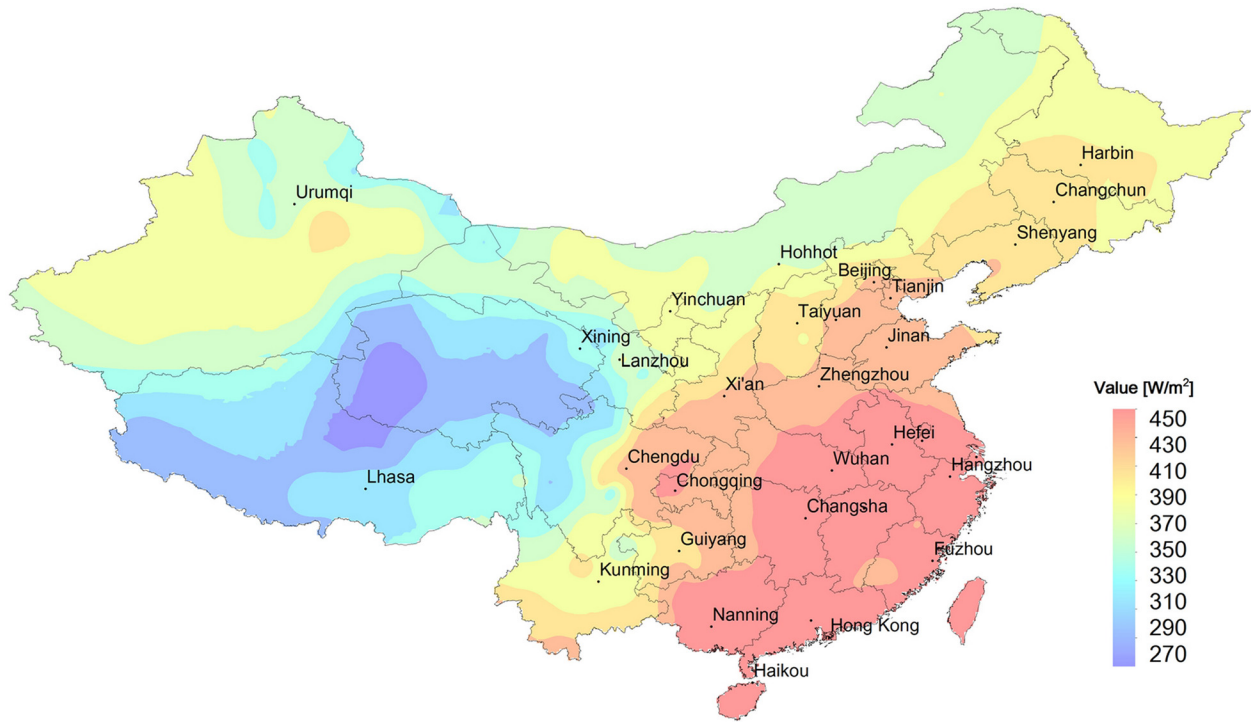 Harbin
Urumqi
Changchun
Shenyang
Hohhot
Beijing
Tianjin
Yinchuan
Taiyuan
Xining
Jinan
Lanzhou
Xi'an
Zhengzhou
Value [W/m²]
450
430
410
390
370
350
330
310
290
270
Hefei
Chengdu
Wuhan
Hangzhou
Lhasa
Chongqing
Changsha
Guiyang
Fuzhou
Kunming
Nanning
Hong Kong
Haikou